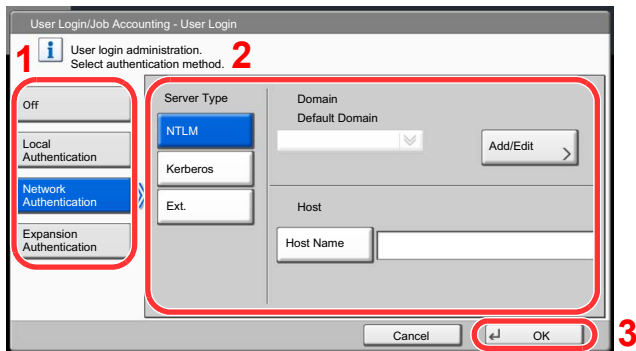 User Login/Job Accounting - User Login
1
i
User login administration.
Select authentication method.
2
Off
Local
Authentication
Network
Authentication
Expansion
Authentication
Server Type
NTLM
Kerberos
Ext.
Domain
Default Domain
Add/Edit
Host
Host Name
Cancel
OK
3